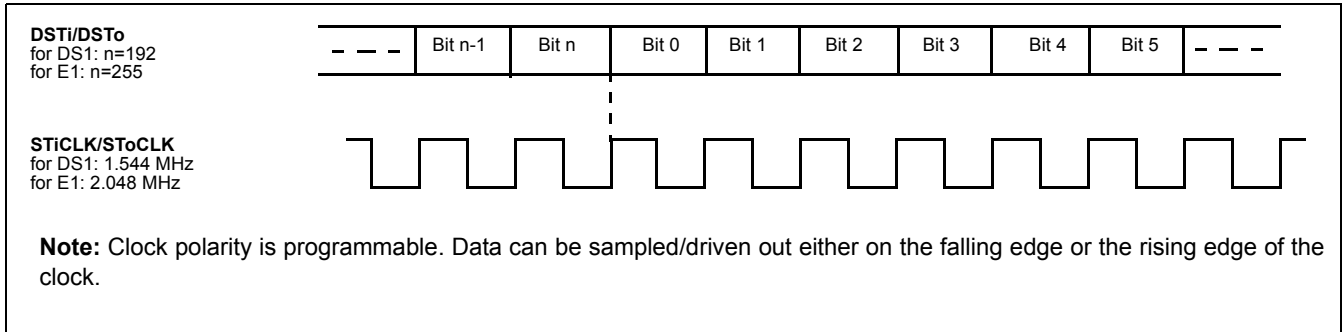 DSTi/DSTo
for DS1: n=192
for E1: n=255
Bit n-1 Bit n Bit 0 Bit 1 Bit 2 Bit 3 Bit 4 Bit 5
STiCLK/SToCLK
for DS1: 1.544 MHz
for E1: 2.048 MHz
Note: Clock polarity is programmable. Data can be sampled/driven out either on the falling edge or the rising edge of the
clock.